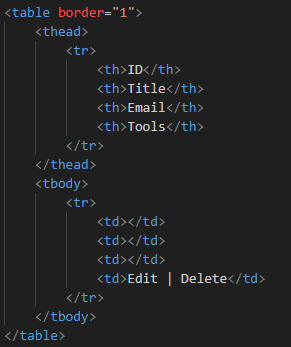 <table border="1">
    <thead>
        <tr>
            <th>ID</th>
            <th>Title</th>
            <th>Email</th>
            <th>Tools</th>
        </tr>
    </thead>
    <tbody>
        <tr>
            <td></td>
            <td></td>
            <td></td>
            <td>Edit | Delete</td>
        </tr>
    </tbody>
</table>